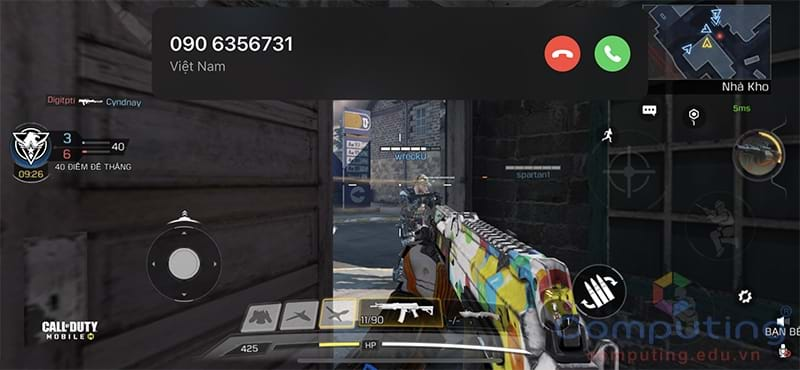 090 6356731
Việt Nam
Nhà Kho
5ms
Digitpti Cyndnay
3
6
40
09:26
40 ĐIỂM ĐỂ THẮNG
wreckU
spartan1
11/90
-/-
CALL OF DUTY
MOBILE
425
HP
Computing®
computing.edu.vn
BẠN BÈ